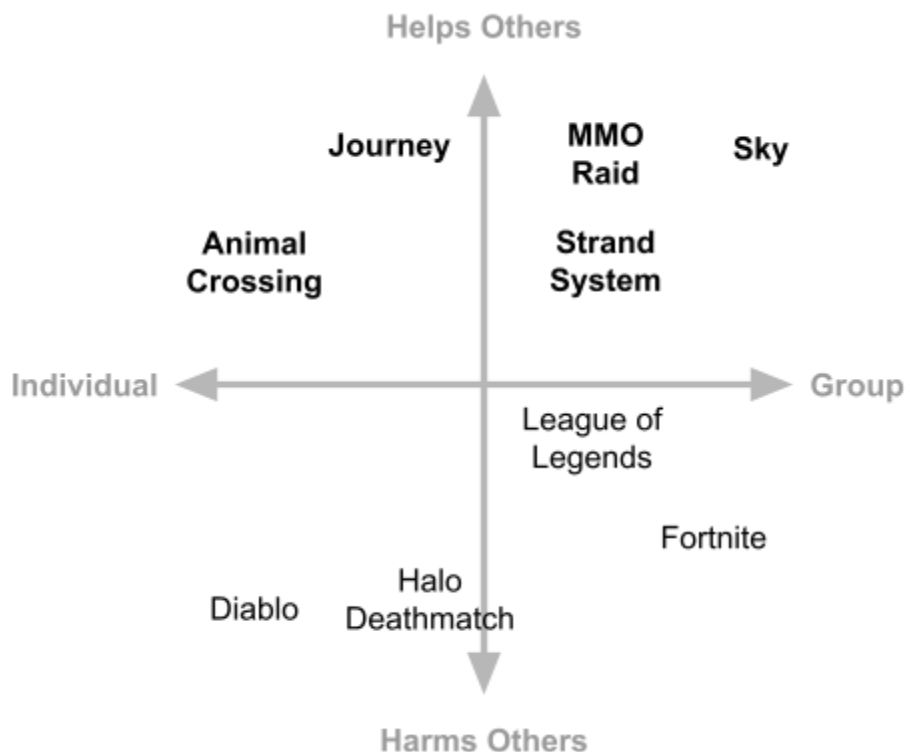 Helps Others
Journey
MMO
Raid
Sky
Animal
Crossing
Strand
System
Individual
Group
League of
Legends
Fortnite
Diablo
Halo
Deathmatch
Harms Others